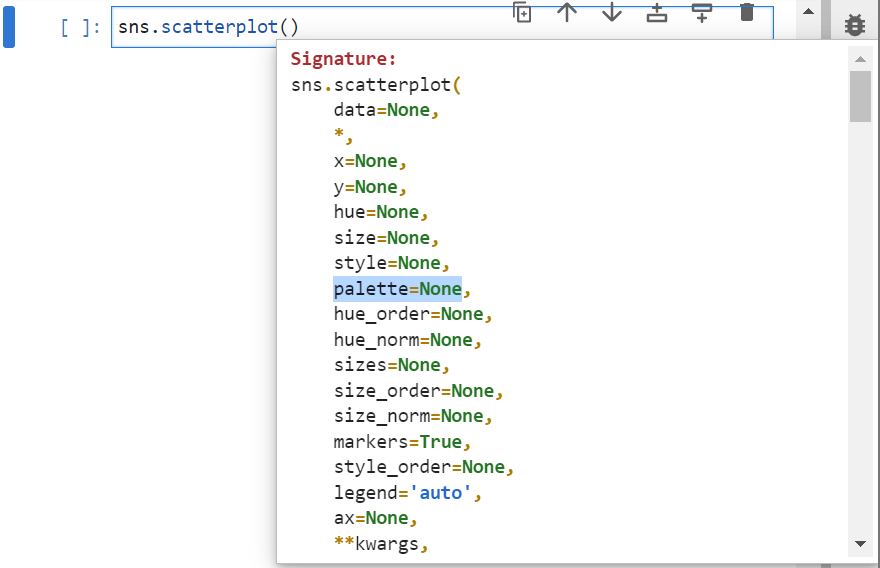 [ ]: sns.scatterplot()
Signature:
sns.scatterplot(
data=None,
*,
x=None,
y=None,
hue=None,
size=None,
style=None,
palette=None,
hue_order=None,
hue_norm=None,
sizes=None,
size_order=None,
size_norm=None,
markers=True,
style_order=None,
legend='auto',
ax=None,
**kwargs,